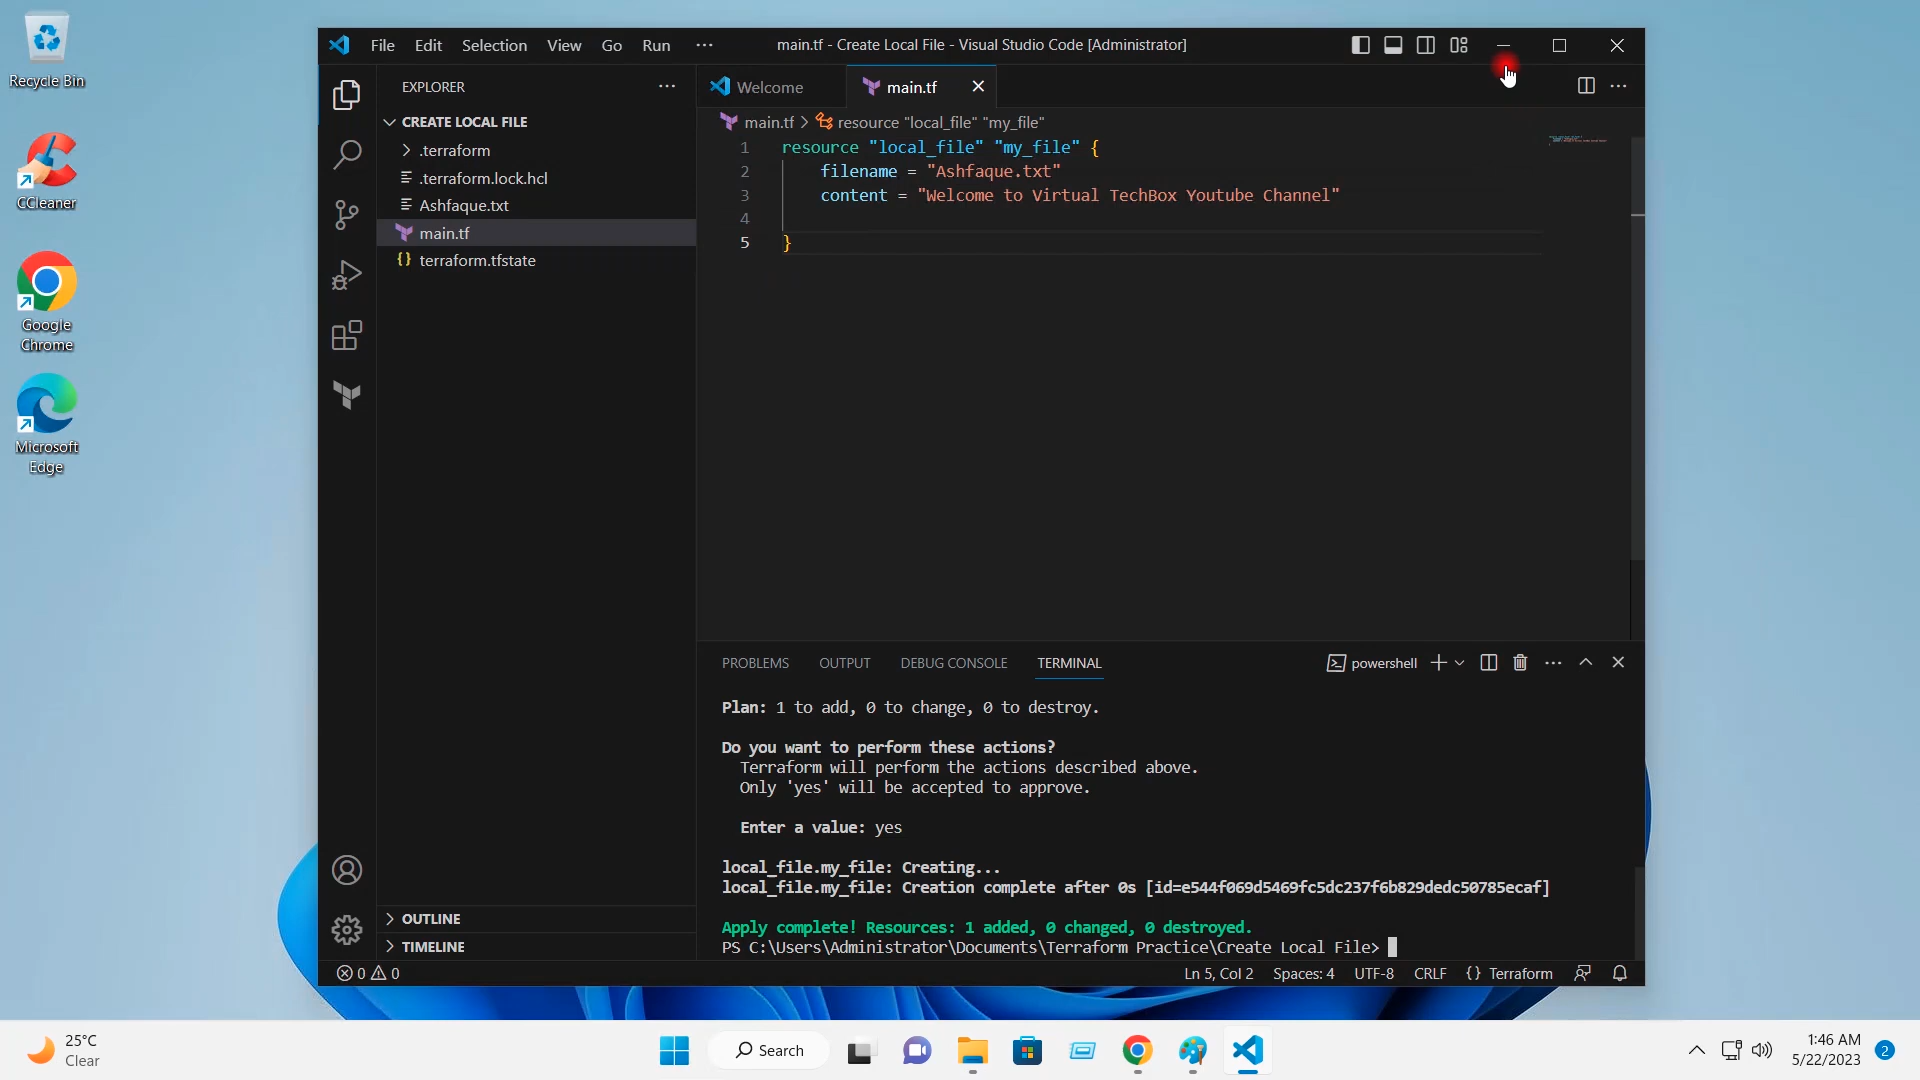 Recycle Bin
CCleaner
Google
Chrome
Microsoft
Edge
File Edit Selection View Go Run ···
main.tf - Create Local File - Visual Studio Code [Administrator]
EXPLORER
CREATE LOCAL FILE
.terraform
.terraform.lock.hcl
Ashfaque.txt
main.tf
{} terraform.tfstate
OUTLINE
TIMELINE
Welcome
main.tf
main.tf > resource "local_file" "my_file"
1 resource "local_file" "my_file" {
2 filename = "Ashfaque.txt"
3 content = "Welcome to Virtual TechBox Youtube Channel"
4
5 }
PROBLEMS OUTPUT DEBUG CONSOLE TERMINAL
powershell
Plan: 1 to add, 0 to change, 0 to destroy.
Do you want to perform these actions?
Terraform will perform the actions described above.
Only 'yes' will be accepted to approve.
Enter a value: yes
local_file.my_file: Creating...
local_file.my_file: Creation complete after 0s [id=e544f069d5469fc5dc237f6b829dedc50785ecaf]
Apply complete! Resources: 1 added, 0 changed, 0 destroyed.
PS C:\Users\Administrator\Documents\Terraform Practice\Create Local File>
0 0
Ln 5, Col 2 Spaces: 4 UTF-8 CRLF {} Terraform
25°C
Clear
Search
1:46 AM
5/22/2023
2